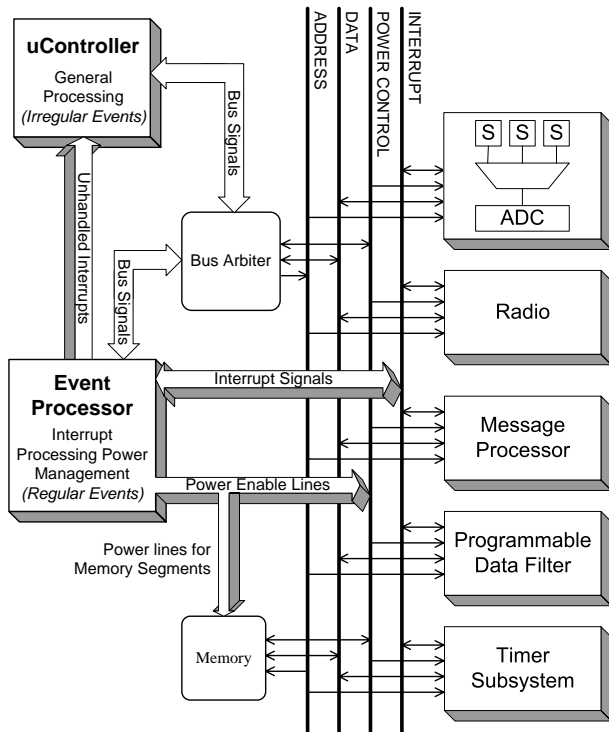 uController
General
Processing
(Irregular Events)
Bus Signals
ADDRESS
DATA
POWER CONTROL
INTERRUPT
S S S
ADC
Unhandled Interrupts
Bus Signals
Bus Arbiter
Radio
Event
Processor
Interrupt
Processing Power
Management
(Regular Events)
Interrupt Signals
Message
Processor
Power Enable Lines
Power lines for
Memory Segments
Programmable
Data Filter
Memory
Timer
Subsystem